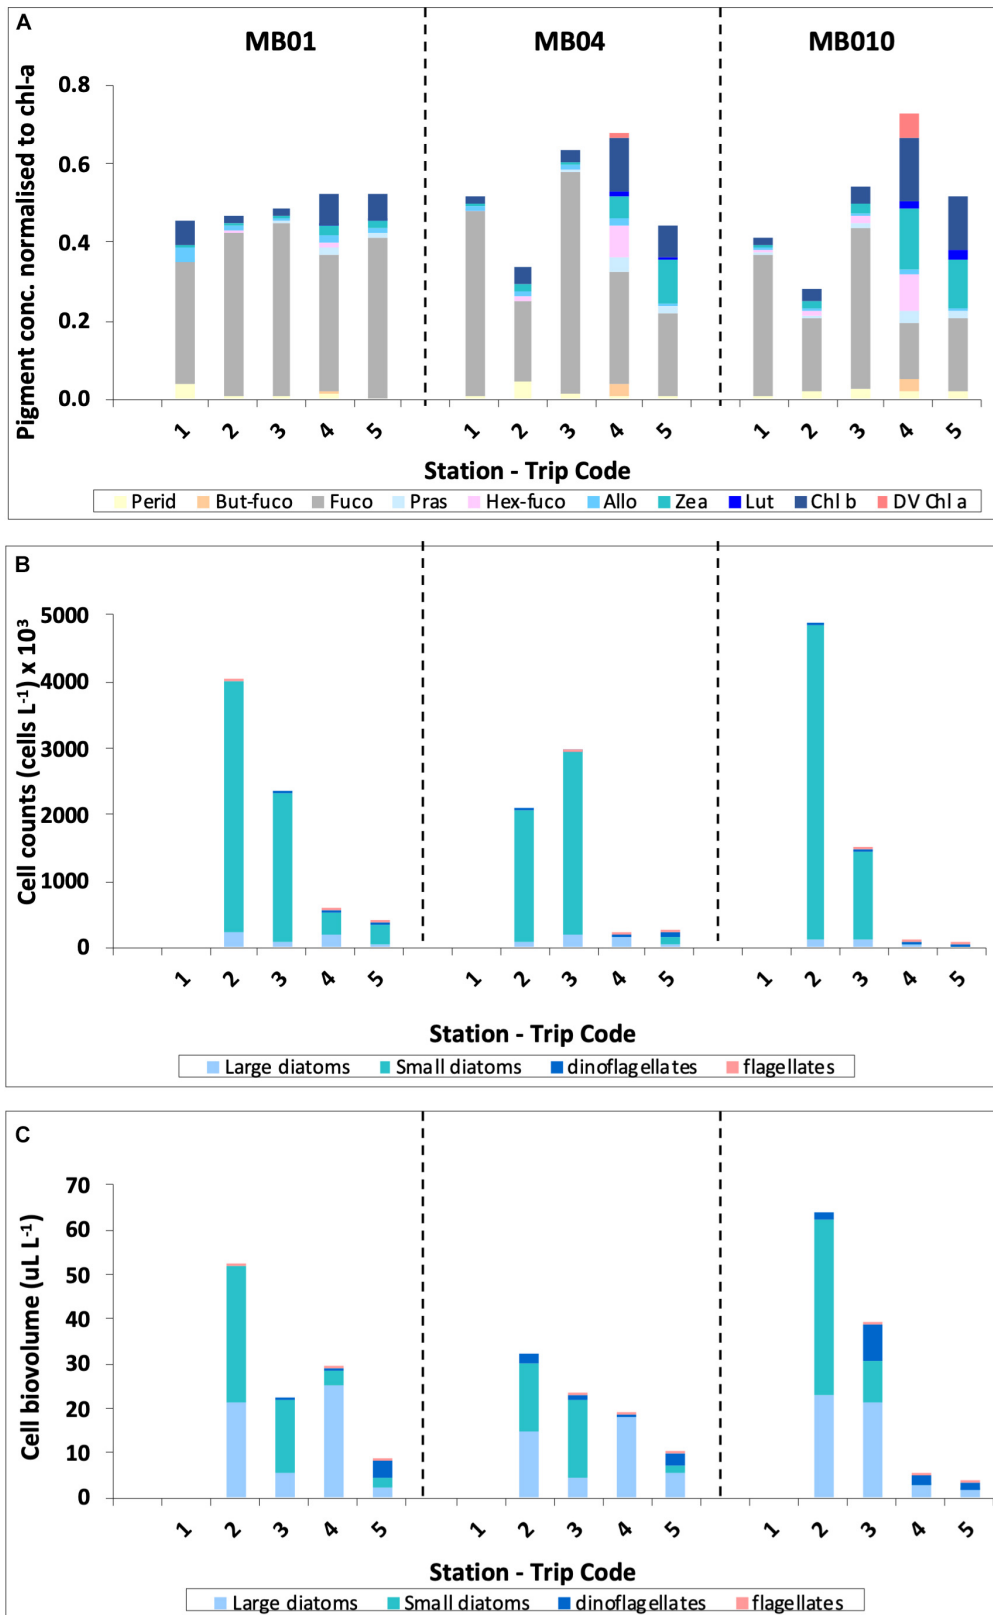 A
MB01 MB04 MB010
Pigment conc. normalised to chl-a
0.8
0.6
0.4
0.2
0.0
1 2 3 4 5 1 2 3 4 5 1 2 3 4 5
Station - Trip Code
Perid But-fuco Fuco Pras Hex-fuco Allo Zea Lut Chl b DV Chl a
B
Cell counts (cells L⁻¹) x 10³
5000
4000
3000
2000
1000
0
1 2 3 4 5 1 2 3 4 5 1 2 3 4 5
Station - Trip Code
Large diatoms Small diatoms dinoflagellates flagellates
C
Cell biovolume (uL L⁻¹)
70
60
50
40
30
20
10
0
1 2 3 4 5 1 2 3 4 5 1 2 3 4 5
Station - Trip Code
Large diatoms Small diatoms dinoflagellates flagellates